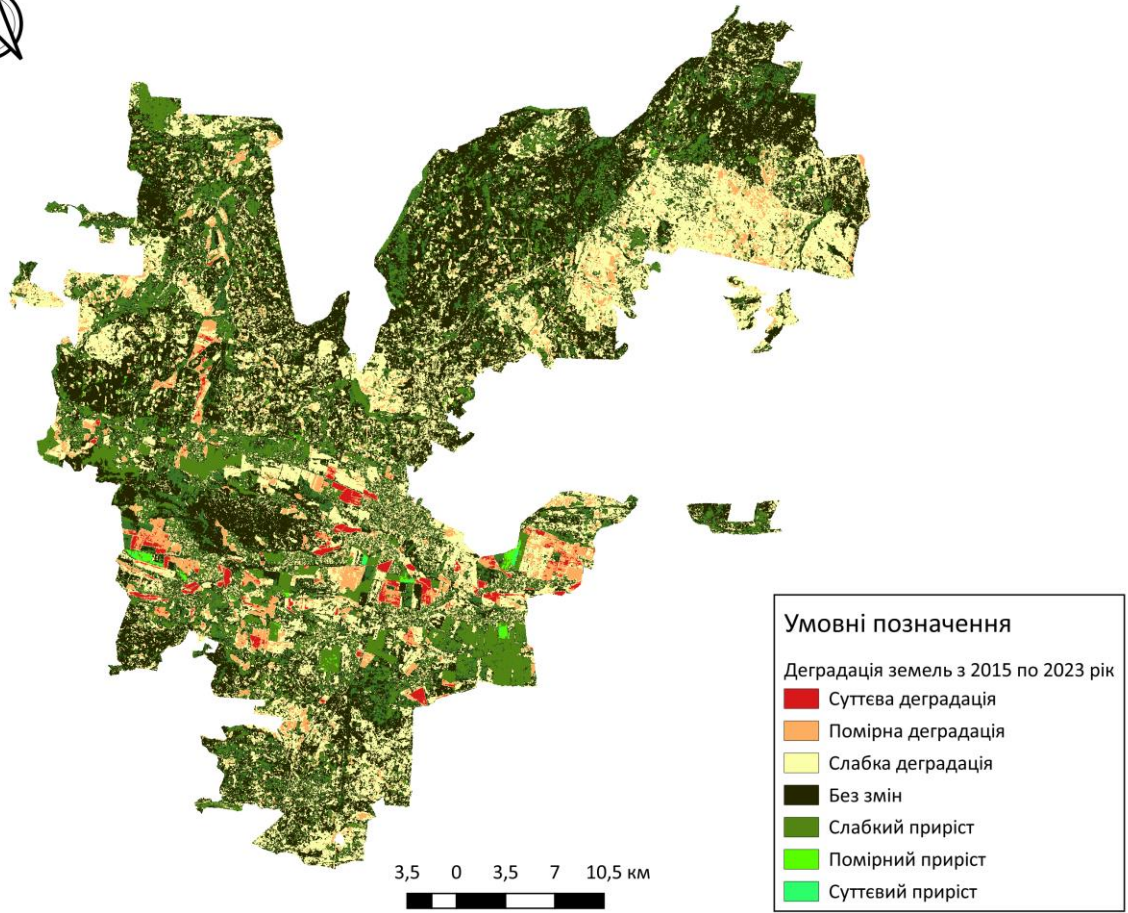 3,5 0 3,5 7 10,5 км
Умовні позначення
Деградація земель з 2015 по 2023 рік
Суттєва деградація
Помірна деградація
Слабка деградація
Без змін
Слабкий приріст
Помірний приріст
Суттєвий приріст